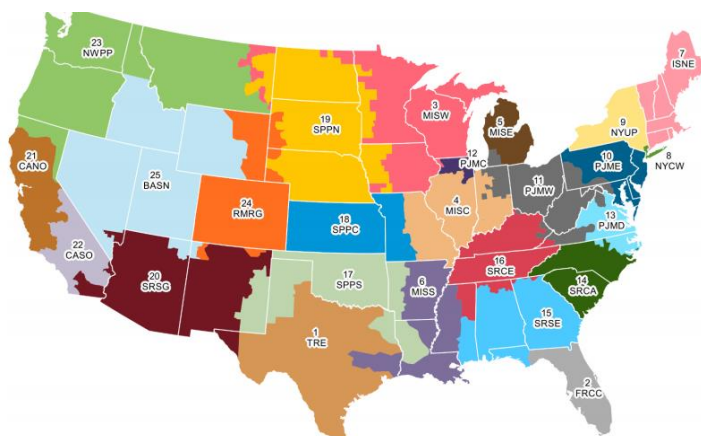 23
NWPP
7
ISNE
3
MISW
5
MISE
9
NYUP
19
SPPN
8
NYCW
12
PJMC
10
PJME
21
CANO
11
PJMW
25
BASN
24
RMRG
4
MISC
13
PJMD
18
SPPC
22
CASO
16
SRCE
20
SRSG
17
SPPS
6
MISS
14
SRCA
15
SRSE
1
TRE
2
FRCC